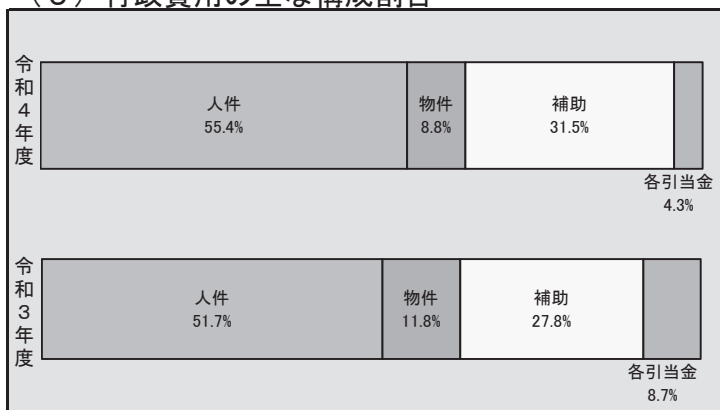 行政費用の主な構成割合
令和4年度
人件
55.4%
物件
8.8%
補助
31.5%
各引当金
4.3%
令和3年度
人件
51.7%
物件
11.8%
補助
27.8%
各引当金
8.7%